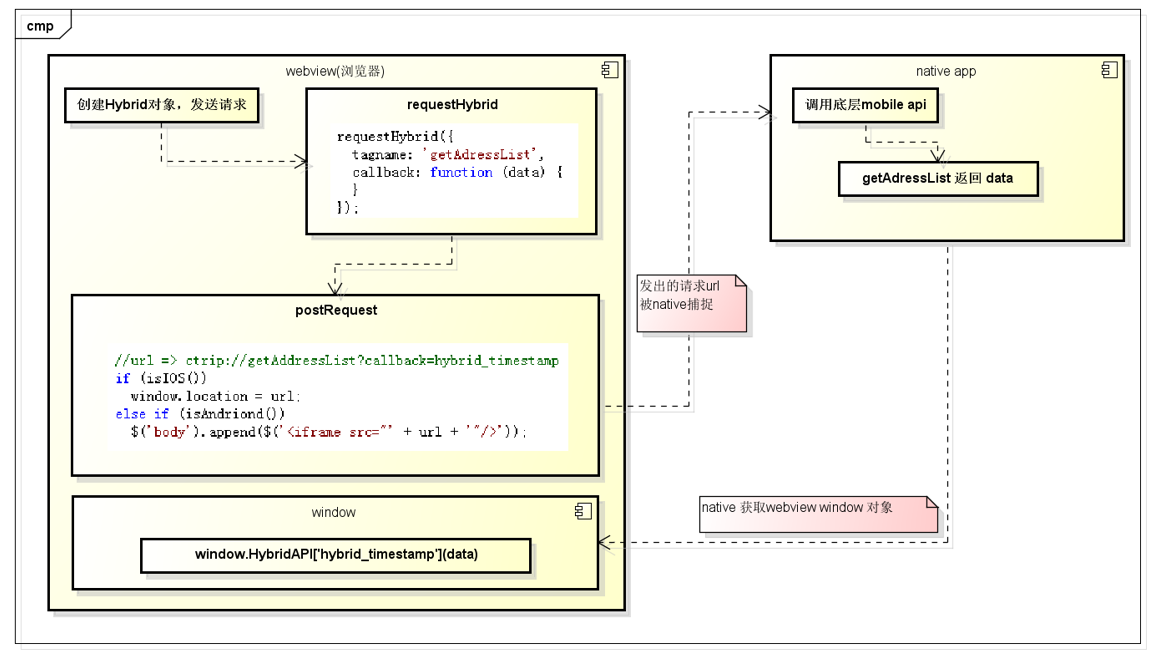 cmp
webview(浏览器)
创建Hybrid对象，发送请求
requestHybrid
requestHybrid({
tagname: 'getAdressList',
callback: function (data) {
}
});
postRequest
//url => ctrip://getAddressList?callback=hybrid_timestamp
if (isIOS())
window.location = url;
else if (isAndriond())
$('body').append($('<iframe src="' + url + '"/>'));
window
window.HybridAPI['hybrid_timestamp'](data)
发出的请求url
被native捕捉
native app
调用底层mobile api
getAdressList 返回 data
native 获取webview window 对象